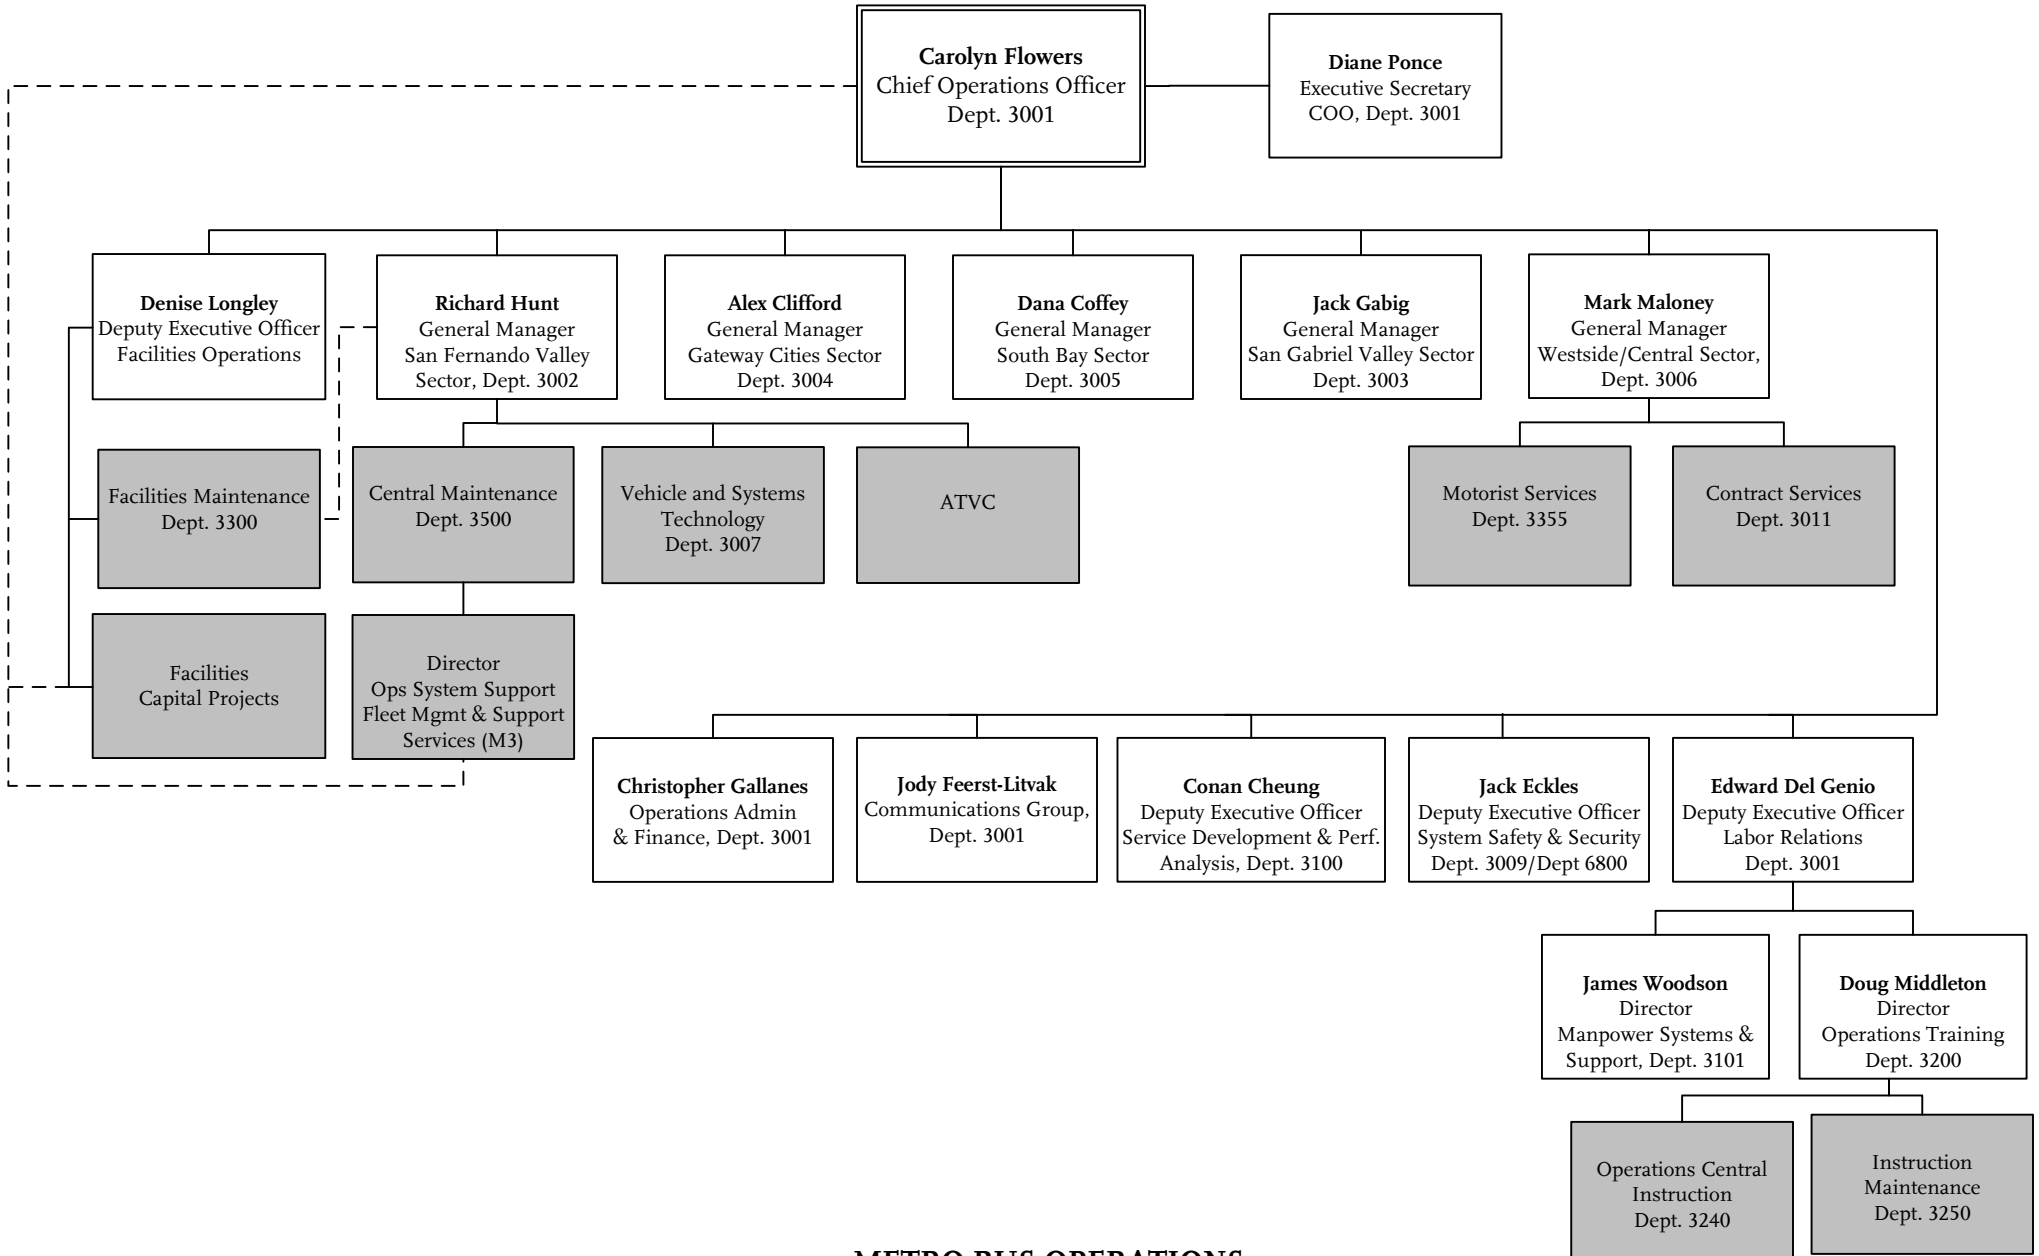 Carolyn Flowers
Chief Operations Officer
Dept. 3001
Diane Ponce
Executive Secretary
COO, Dept. 3001
Denise Longley
Deputy Executive Officer
Facilities Operations
Richard Hunt
General Manager
San Fernando Valley
Sector, Dept. 3002
Alex Clifford
General Manager
Gateway Cities Sector
Dept. 3004
Dana Coffey
General Manager
South Bay Sector
Dept. 3005
Jack Gabig
General Manager
San Gabriel Valley Sector
Dept. 3003
Mark Maloney
General Manager
Westside/Central Sector,
Dept. 3006
Facilities Maintenance
Dept. 3300
Central Maintenance
Dept. 3500
Vehicle and Systems
Technology
Dept. 3007
ATVC
Motorist Services
Dept. 3355
Contract Services
Dept. 3011
Facilities
Capital Projects
Director
Ops System Support
Fleet Mgmt & Support
Services (M3)
Christopher Gallanes
Operations Admin
& Finance, Dept. 3001
Jody Feerst-Litvak
Communications Group,
Dept. 3001
Conan Cheung
Deputy Executive Officer
Service Development & Perf.
Analysis, Dept. 3100
Jack Eckles
Deputy Executive Officer
System Safety & Security
Dept. 3009/Dept 6800
Edward Del Genio
Deputy Executive Officer
Labor Relations
Dept. 3001
James Woodson
Director
Manpower Systems &
Support, Dept. 3101
Doug Middleton
Director
Operations Training
Dept. 3200
Operations Central
Instruction
Dept. 3240
Instruction
Maintenance
Dept. 3250
METRO BUS OPERATIONS